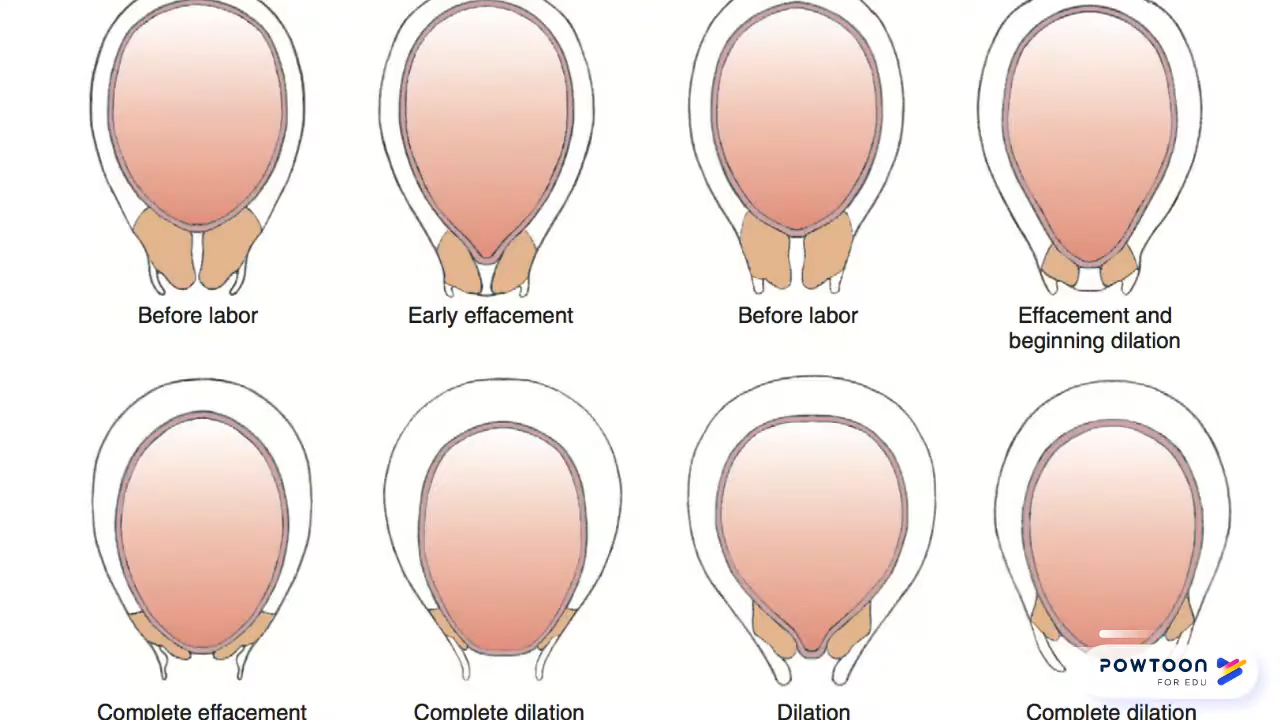 Before labor
Early effacement
Before labor
Effacement and
beginning dilation
Complete effacement
Complete dilation
Dilation
Complete dilation
POWTOON
FOR EDU